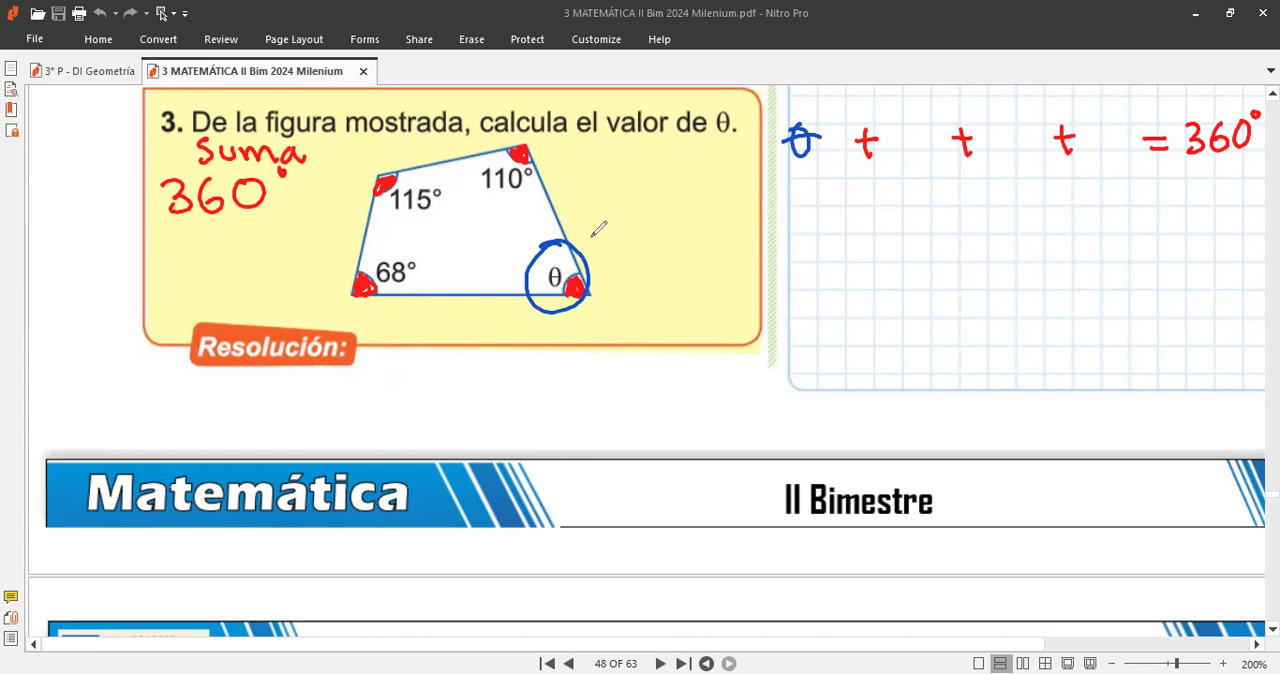 3 MATEMÁTICA II Bim 2024 Milenium.pdf - Nitro Pro
File Home Convert Review Page Layout Forms Share Erase Protect Customize Help
3° P - DI Geometría
3 MATEMÁTICA II Bim 2024 Milenium
3. De la figura mostrada, calcula el valor de θ.
Suma
360°
110°
115°
68°
θ
θ + + + = 360°
Resolución:
Matemática
II Bimestre
48 OF 63
200%